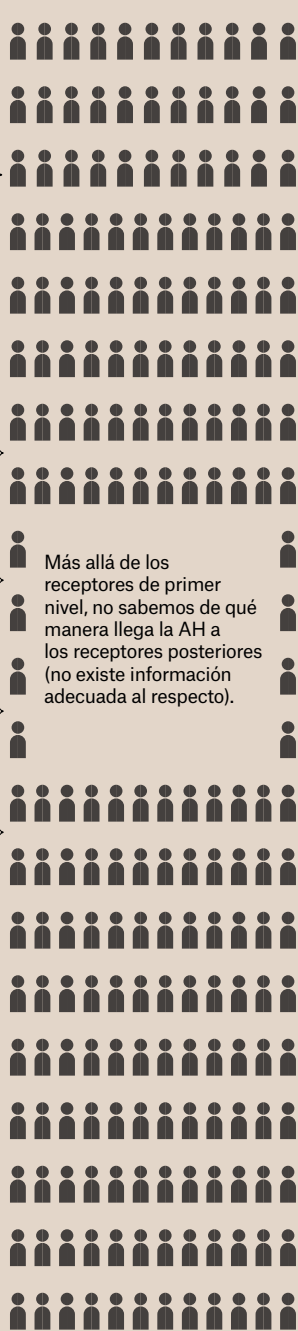 Más allá de los
receptores de primer
nivel, no sabemos de qué
manera llega la AH a
los receptores posteriores
(no existe información
adecuada al respecto).